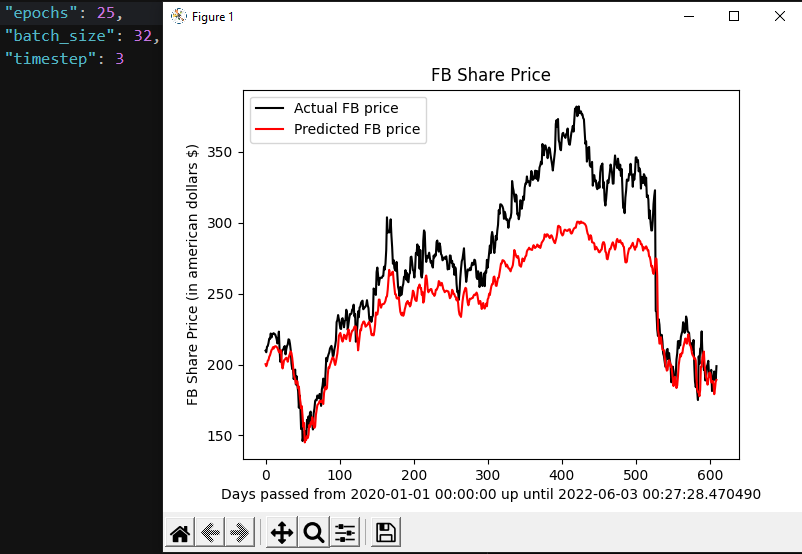 "epochs": 25,
"batch_size": 32,
"timestep": 3
Figure 1
FB Share Price
Actual FB price
Predicted FB price
FB Share Price (in american dollars $)
350
300
250
200
150
0 100 200 300 400 500 600
Days passed from 2020-01-01 00:00:00 up until 2022-06-03 00:27:28.470490